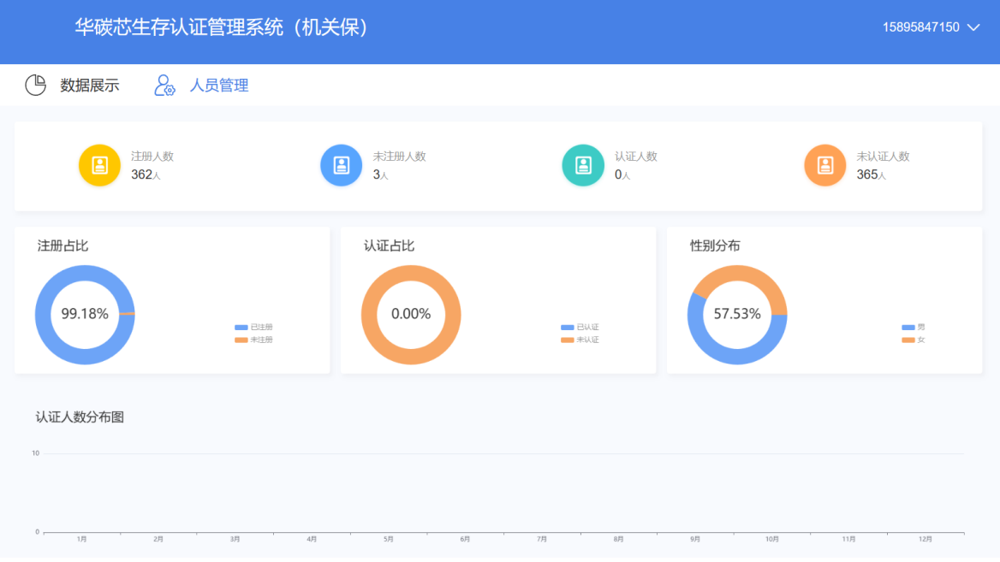 华碳芯生存认证管理系统（机关保）
15895847150
数据展示
人员管理
注册人数
362人
未注册人数
3人
认证人数
0人
未认证人数
365人
注册占比
99.18%
已注册
未注册
认证占比
0.00%
已认证
未认证
性别分布
57.53%
男
女
认证人数分布图
10
0
1月 2月 3月 4月 5月 6月 7月 8月 9月 10月 11月 12月